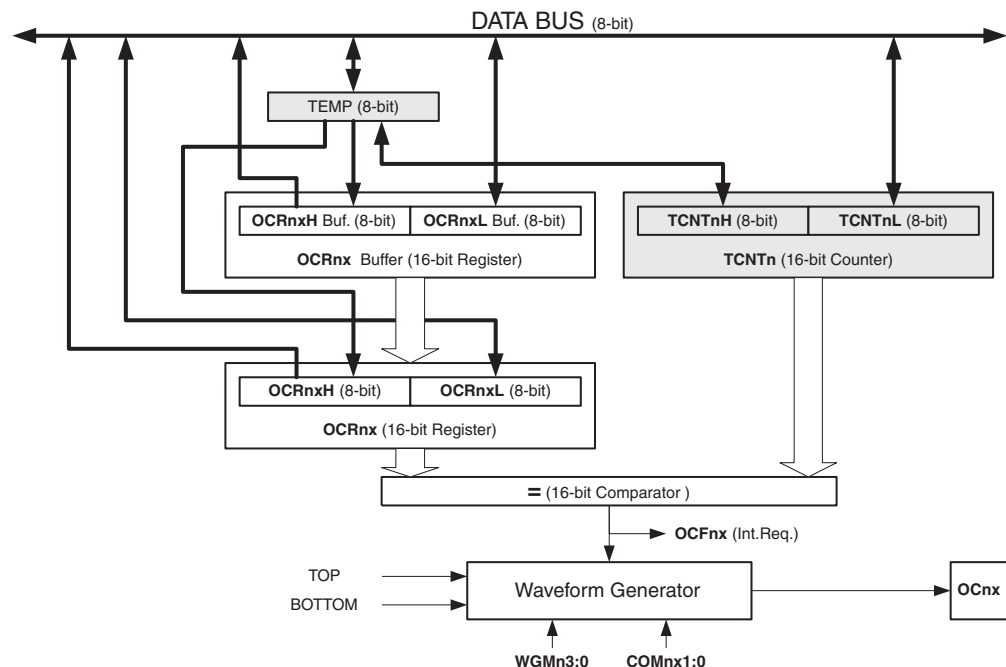 DATA BUS (8-bit)
TEMP (8-bit)
OCRnxH Buf. (8-bit) OCRnxL Buf. (8-bit)
OCRnx Buffer (16-bit Register)
TCNTnH (8-bit) TCNTnL (8-bit)
TCNTn (16-bit Counter)
OCRnxH (8-bit) OCRnxL (8-bit)
OCRnx (16-bit Register)
= (16-bit Comparator )
OCFnx (Int.Req.)
TOP
BOTTOM
Waveform Generator
OCnx
WGMn3:0 COMnx1:0